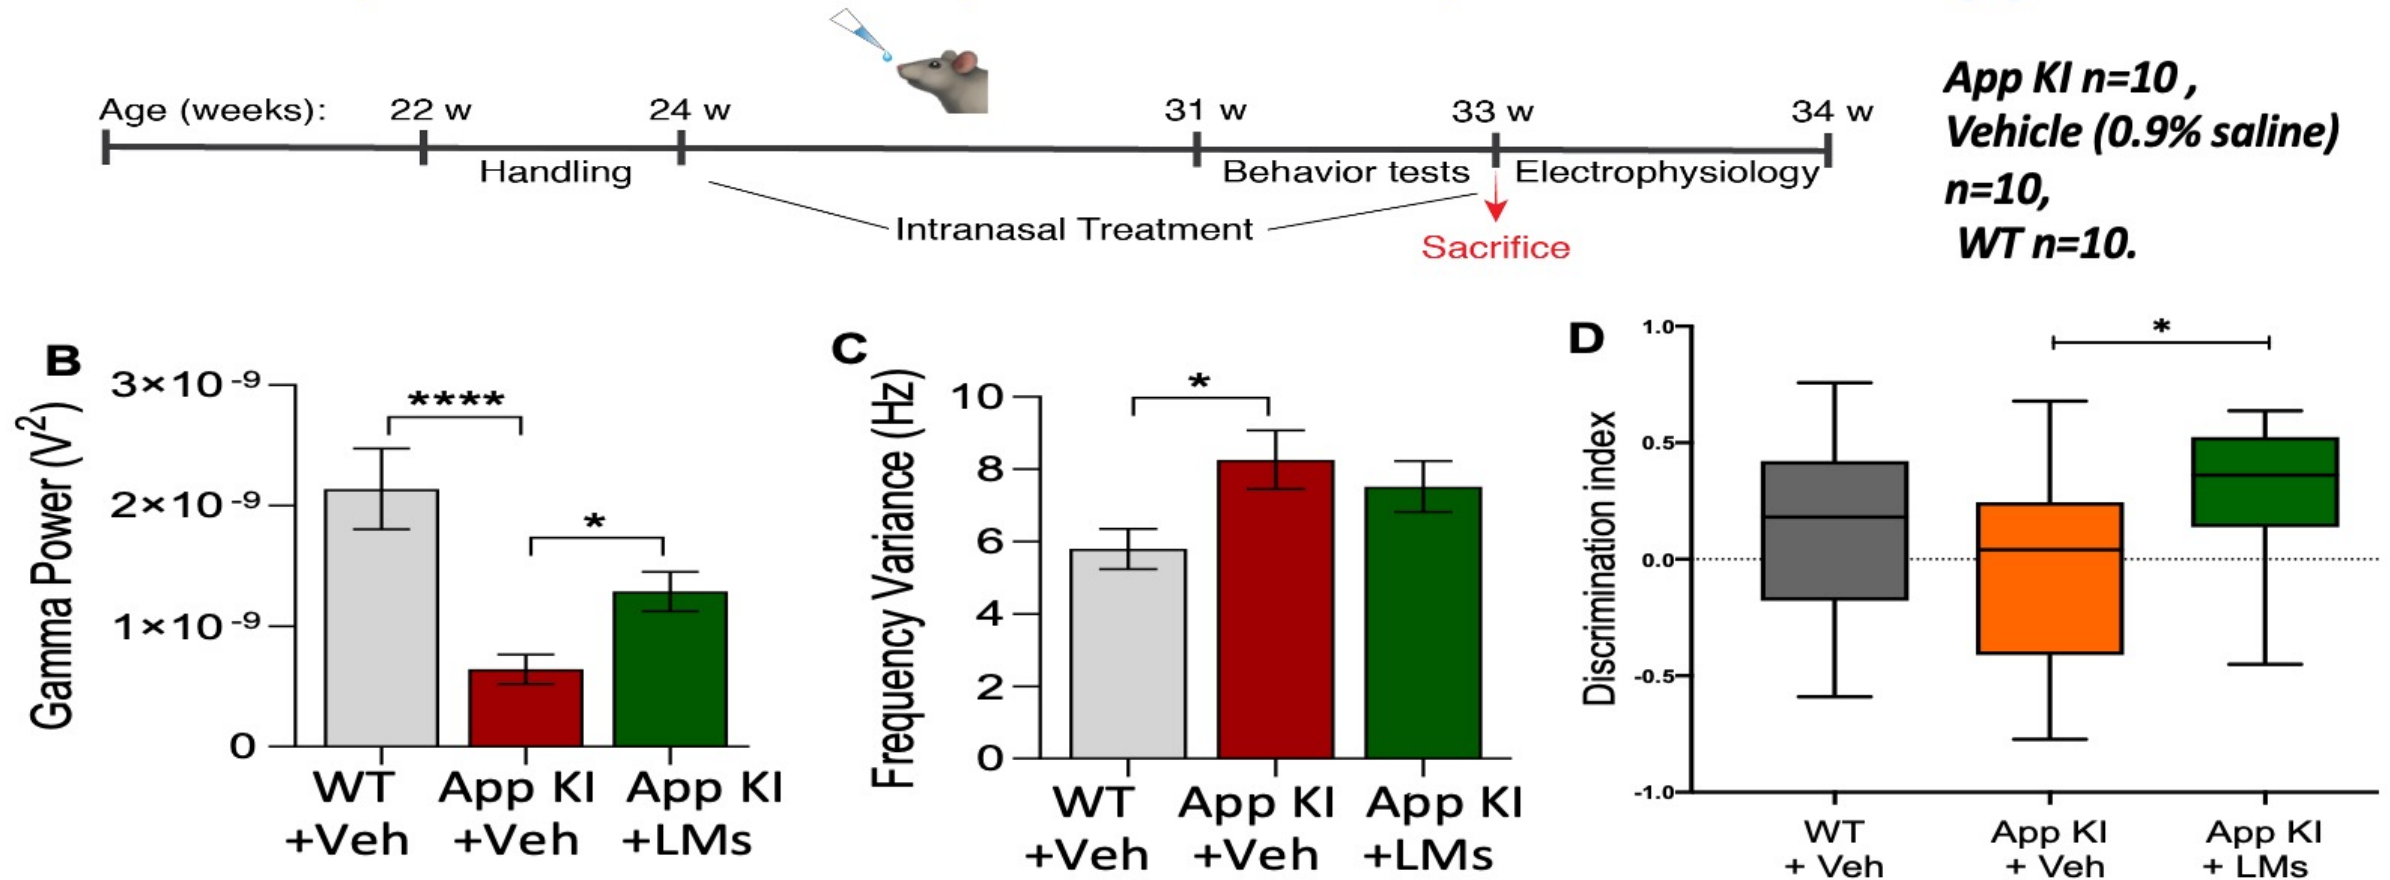 Age (weeks):
22 w
24 w
31 w
33 w
34 w
Handling
Behavior tests
Electrophysiology
Intranasal Treatment
Sacrifice
App KI n=10 ,
Vehicle (0.9% saline)
n=10,
WT n=10.
B
Gamma Power (V²)
3×10 -9
2×10 -9
1×10 -9
0
****
*
WT
+Veh
App KI
+Veh
App KI
+LMs
C
Frequency Variance (Hz)
10
8
6
4
2
0
*
WT
+Veh
App KI
+Veh
App KI
+LMs
D
Discrimination index
1.0
0.5
0.0
-0.5
-1.0
*
WT
+ Veh
App KI
+ Veh
App KI
+ LMs